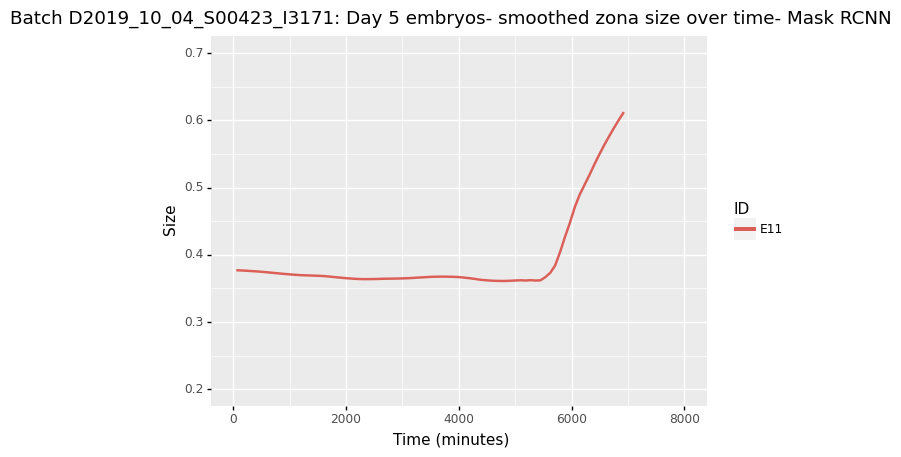 Batch D2019_10_04_S00423_I3171: Day 5 embryos- smoothed zona size over time- Mask RCNN
0.7
0.6
0.5
0.4
0.3
0.2
Size
0 2000 4000 6000 8000
Time (minutes)
ID
E11